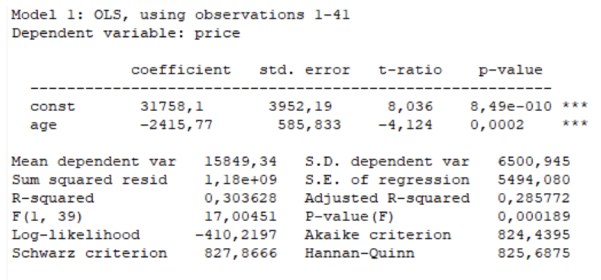 Model 1: OLS, using observations 1-41
Dependent variable: price
coefficient std. error t-ratio p-value
const 31758,1 3952,19 8,036 8,49e-010 ***
age -2415,77 585,833 -4,124 0,0002 ***
Mean dependent var 15849,34 S.D. dependent var 6500,945
Sum squared resid 1,18e+09 S.E. of regression 5494,080
R-squared 0,303628 Adjusted R-squared 0,285772
F(1, 39) 17,00451 P-value(F) 0,000189
Log-likelihood -410,2197 Akaike criterion 824,4395
Schwarz criterion 827,8666 Hannan-Quinn 825,6875